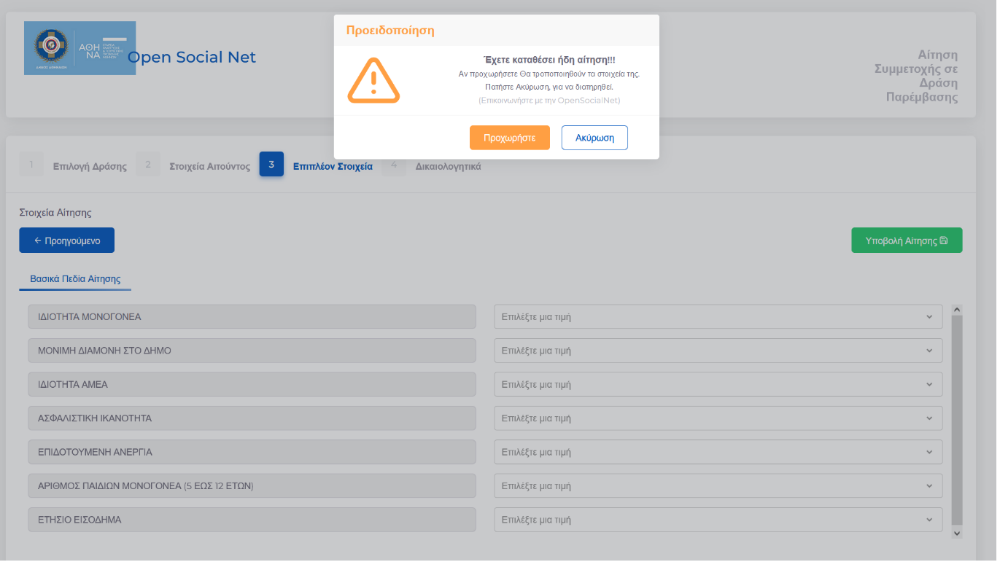 Προειδοποίηση
Έχετε καταθέσει ήδη αίτηση!!!
Αν προχωρήσετε Θα τροποποιηθούν τα στοιχεία της.
Πατήστε Ακύρωση, για να διατηρηθεί.
(Επικοινωνήστε με την OpenSocialNet)
Προχωρήστε
Ακύρωση
ΑΘΗ
ΝΑ
ΔΗΜΟΣ ΑΘΗΝΑΙΩΝ
Open Social Net
Αίτηση
Συμμετοχής σε
Δράση
Παρέμβασης
1 Επιλογή Δράσης 2 Στοιχεία Αιτούντος 3 Επιπλέον Στοιχεία 4 Δικαιολογητικά
Στοιχεία Αίτησης
Προηγούμενο
Υποβολή Αίτησης
Βασικά Πεδία Αίτησης
ΙΔΙΟΤΗΤΑ ΜΟΝΟΓΟΝΕΑ Επιλέξτε μια τιμή
ΜΟΝΙΜΗ ΔΙΑΜΟΝΗ ΣΤΟ ΔΗΜΟ Επιλέξτε μια τιμή
ΙΔΙΟΤΗΤΑ ΑΜΕΑ Επιλέξτε μια τιμή
ΑΣΦΑΛΙΣΤΙΚΗ ΙΚΑΝΟΤΗΤΑ Επιλέξτε μια τιμή
ΕΠΙΔΟΤΟΥΜΕΝΗ ΑΝΕΡΓΙΑ Επιλέξτε μια τιμή
ΑΡΙΘΜΟΣ ΠΑΙΔΙΩΝ ΜΟΝΟΓΟΝΕΑ (5 ΕΩΣ 12 ΕΤΩΝ) Επιλέξτε μια τιμή
ΕΤΗΣΙΟ ΕΙΣΟΔΗΜΑ Επιλέξτε μια τιμή